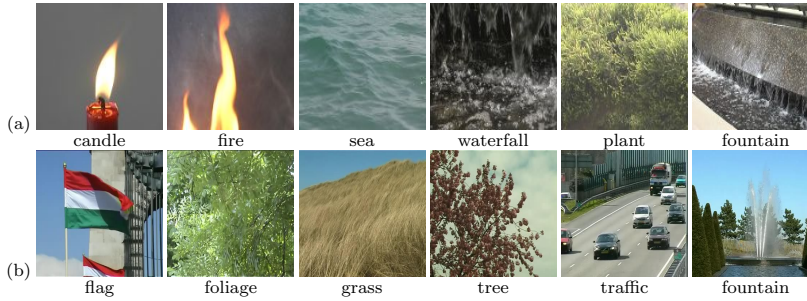 (a)
candle fire sea waterfall plant fountain
(b)
flag foliage grass tree traffic fountain